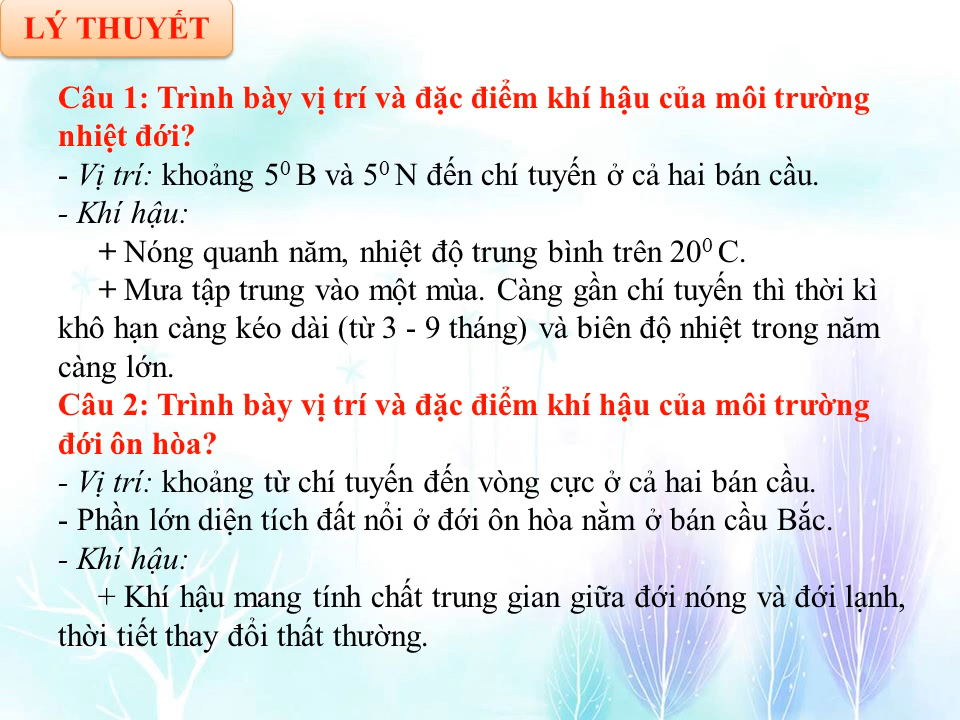 LÝ THUYẾT
Câu 1: Trình bày vị trí và đặc điểm khí hậu của môi trường
nhiệt đới?
- Vị trí: khoảng 5⁰ B và 5⁰ N đến chí tuyến ở cả hai bán cầu.
- Khí hậu:
+ Nóng quanh năm, nhiệt độ trung bình trên 20⁰ C.
+ Mưa tập trung vào một mùa. Càng gần chí tuyến thì thời kì
khô hạn càng kéo dài (từ 3 - 9 tháng) và biên độ nhiệt trong năm
càng lớn.
Câu 2: Trình bày vị trí và đặc điểm khí hậu của môi trường
đới ôn hòa?
- Vị trí: khoảng từ chí tuyến đến vòng cực ở cả hai bán cầu.
- Phần lớn diện tích đất nổi ở đới ôn hòa nằm ở bán cầu Bắc.
- Khí hậu:
+ Khí hậu mang tính chất trung gian giữa đới nóng và đới lạnh,
thời tiết thay đổi thất thường.